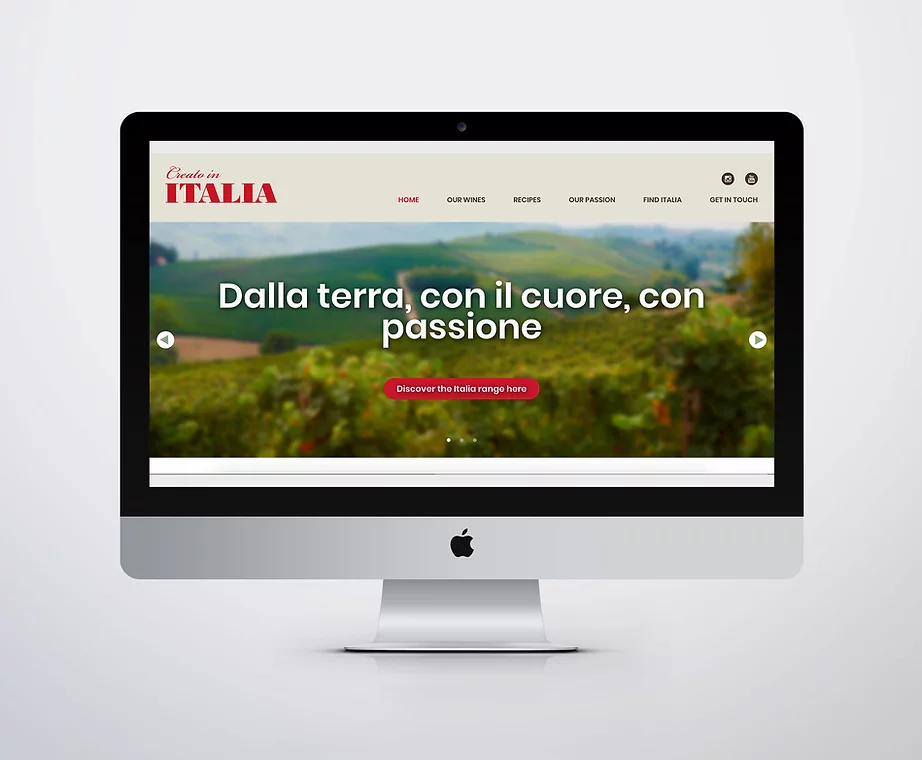 Creato in
ITALIA
HOME OUR WINES RECIPES OUR PASSION FIND ITALIA GET IN TOUCH
Dalla terra, con il cuore, con
passione
Discover the Italia range here